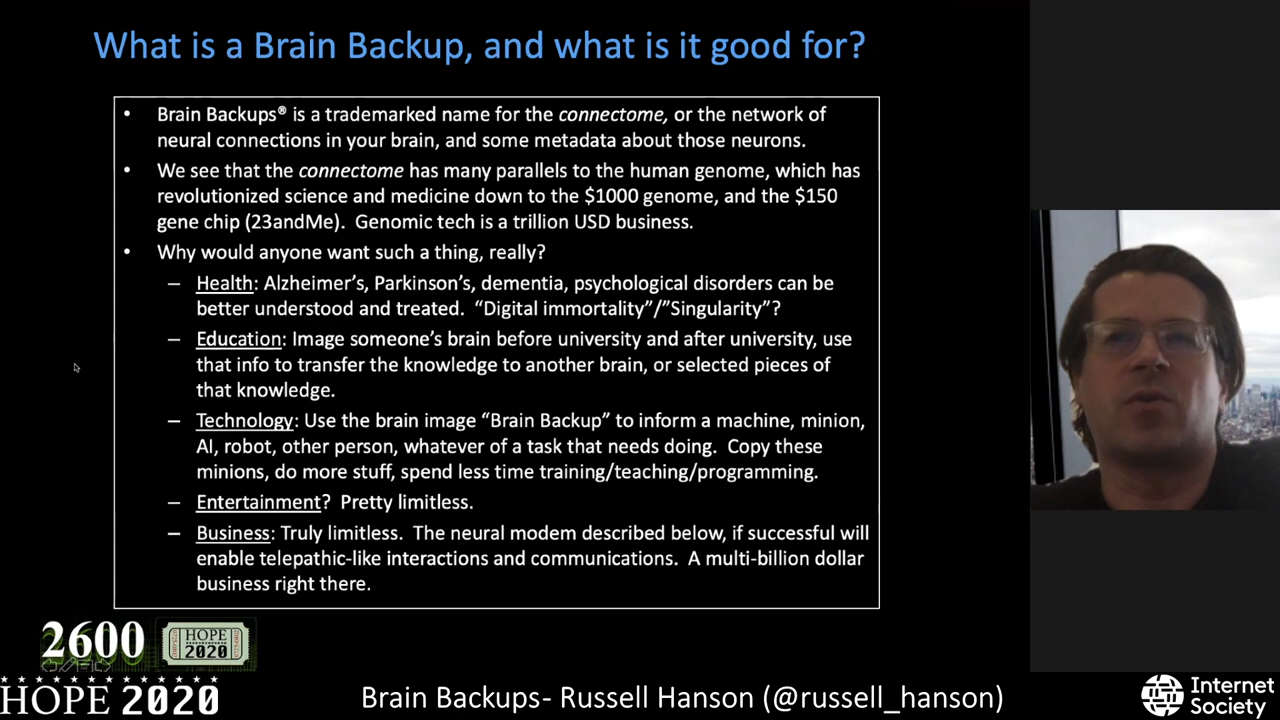 What is a Brain Backup, and what is it good for?
• Brain Backups® is a trademarked name for the connectome, or the network of
neural connections in your brain, and some metadata about those neurons.
• We see that the connectome has many parallels to the human genome, which has
revolutionized science and medicine down to the $1000 genome, and the $150
gene chip (23andMe).  Genomic tech is a trillion USD business.
• Why would anyone want such a thing, really?
– Health: Alzheimer’s, Parkinson’s, dementia, psychological disorders can be
better understood and treated.  “Digital immortality”/”Singularity”?
– Education: Image someone’s brain before university and after university, use
that info to transfer the knowledge to another brain, or selected pieces of
that knowledge.
– Technology: Use the brain image “Brain Backup” to inform a machine, minion,
AI, robot, other person, whatever of a task that needs doing.  Copy these
minions, do more stuff, spend less time training/teaching/programming.
– Entertainment?  Pretty limitless.
– Business: Truly limitless.  The neural modem described below, if successful will
enable telepathic-like interactions and communications.  A multi-billion dollar
business right there.
2600
HOPE
2020
HOPE 2020
Brain Backups- Russell Hanson (@russell_hanson)
Internet
Society